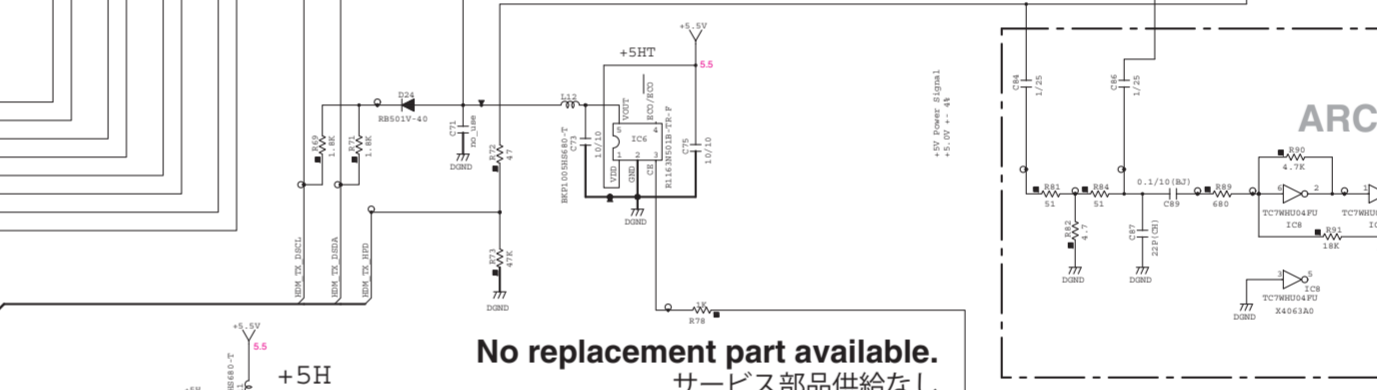 +5.5V
5.5
+5HT
D24
RB501V-40
R69
1.8K
R71
1.8K
C71
no_use
DGND
R72
47
L12
BKP1005HS680-T
C73
10/10
VOUT
ECO/ECO
5
4
IC6
1
2
3
VDD
GND
CE
R1163N501B-TR-F
C75
10/10
DGND
+5V Power Signal
+5.0V +- 4%
C84
1/25
C86
1/25
ARC
R81
51
R84
51
0.1/10(BJ)
C89
R89
680
R90
4.7K
6
2
TC7WHU04FU
IC8
1
TC7WHU0
IC
R82
4.7
C87
22P(CH)
R91
18K
DGND
DGND
3
5
IC8
TC7WHU04FU
X4063A0
DGND
HDM_TX_DSCL
HDM_TX_DSDA
HDM_TX_HPD
R73
47K
DGND
1K
R78
+5.5V
5.5
HS680-T
+5H
+5H
No replacement part available.
サービス部品供給なし